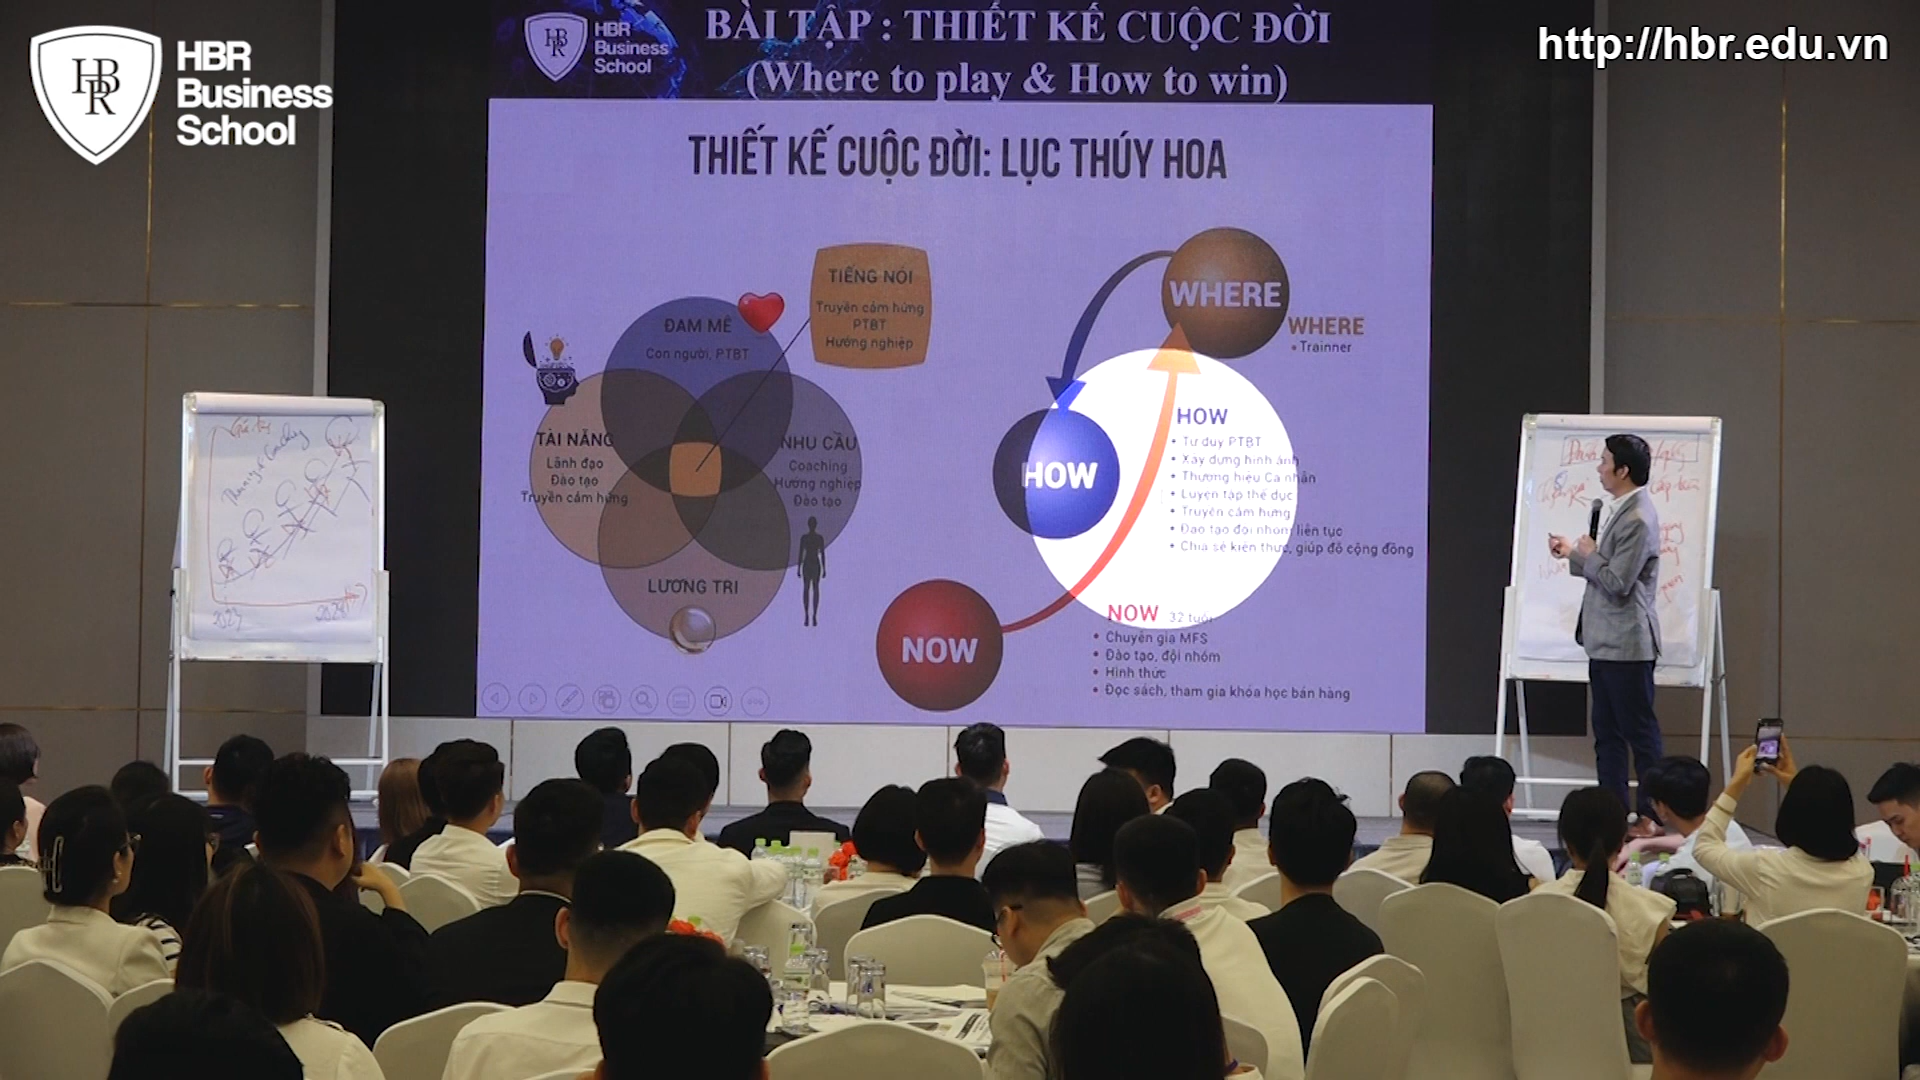 HBR
Business
School
http://hbr.edu.vn
HBR
Business
School
BÀI TẬP : THIẾT KẾ CUỘC ĐỜI
(Where to play & How to win)
THIẾT KẾ CUỘC ĐỜI: LỤC THÚY HOA
TIẾNG NÓI
Truyền cảm hứng
PTBT
Hướng nghiệp
ĐAM MÊ
Con người, PTBT
TÀI NĂNG
Lãnh đạo
Đào tạo
Truyền cảm hứng
NHU CẦU
Coaching
Hướng nghiệp
Đào tạo
LƯƠNG TRI
WHERE
WHERE
• Trainner
HOW
HOW
• Tư duy PTBT
• Xây dựng hình ảnh
• Thương hiệu Cá nhân
• Luyện tập thể dục
• Truyền cảm hứng
• Đào tạo đội nhóm liên tục
• Chia sẻ kiến thức, giúp đỡ cộng đồng
NOW
NOW 32 tuổi
• Chuyên gia MFS
• Đào tạo, đội nhóm
• Hình thức
• Đọc sách, tham gia khóa học bán hàng
Training & Coaching